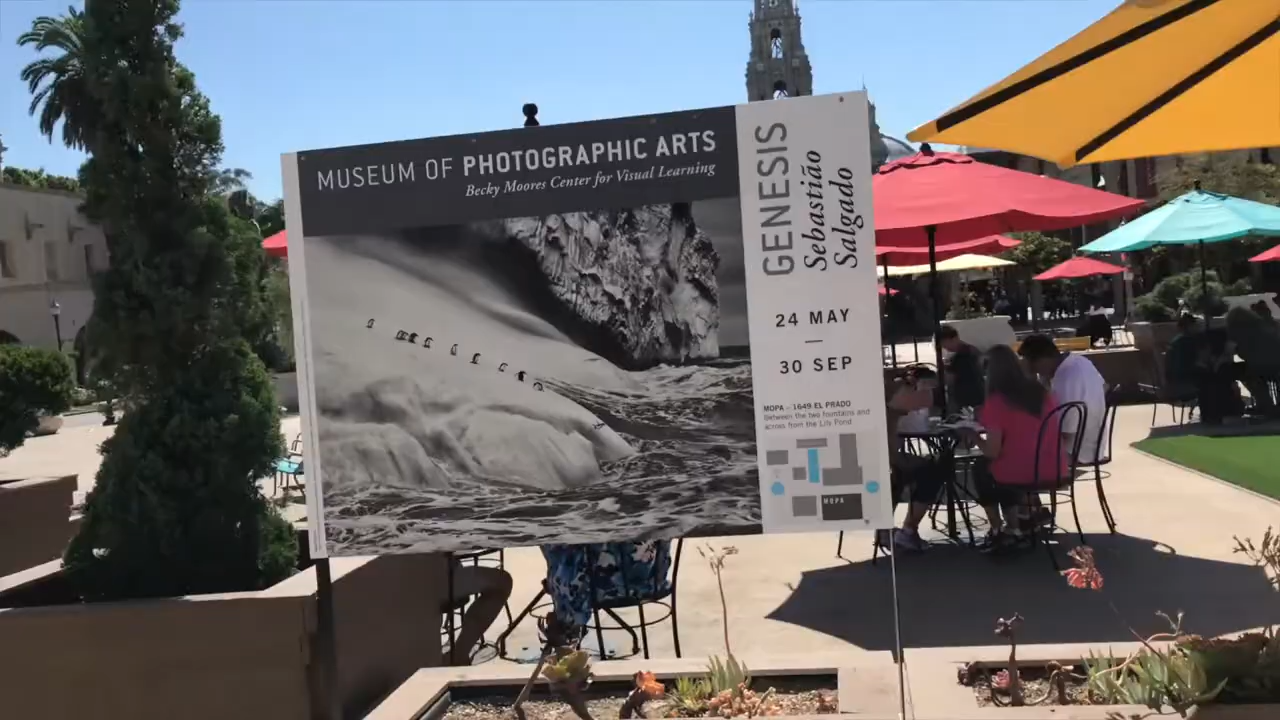 MUSEUM OF PHOTOGRAPHIC ARTS
Becky Moores Center for Visual Learning
GENESIS
Sebastião
Salgado
24 MAY
—
30 SEP
MOPA - 1649 EL PRADO
Between the two fountains and
across from the Lily Pond
MOPA